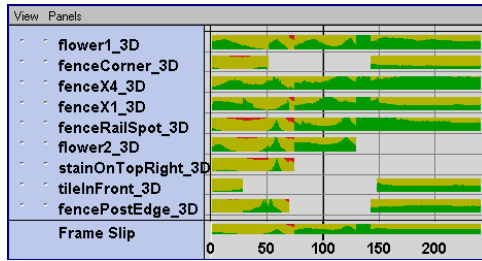 View Panels
flower1_3D
fenceCorner_3D
fenceX4_3D
fenceX1_3D
fenceRailSpot_3D
flower2_3D
stainOnTopRight_3D
tileInFront_3D
fencePostEdge_3D
Frame Slip
0 50 100 150 200